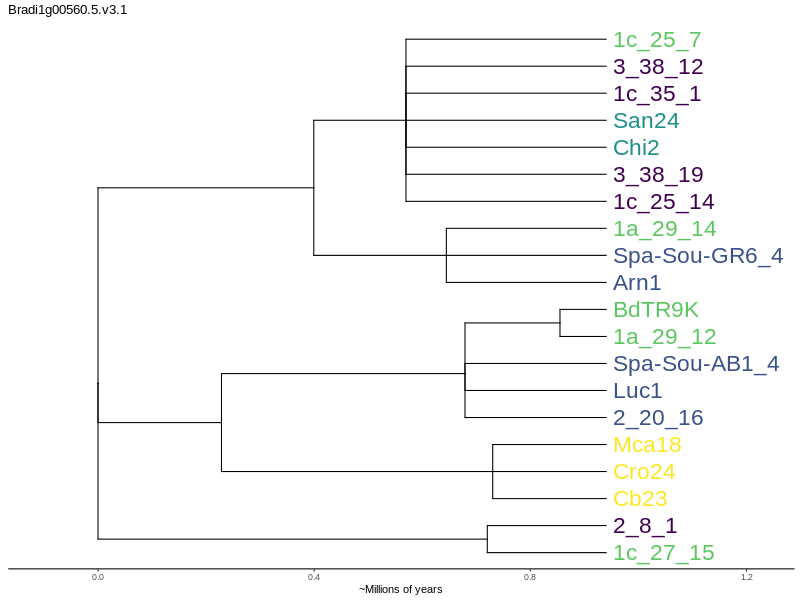 Bradi1g00560.5.v3.1
1c_25_7
3_38_12
1c_35_1
San24
Chi2
3_38_19
1c_25_14
1a_29_14
Spa-Sou-GR6_4
Arn1
BdTR9K
1a_29_12
Spa-Sou-AB1_4
Luc1
2_20_16
Mca18
Cro24
Cb23
2_8_1
1c_27_15
0.0 0.4 0.8 1.2
~Millions of years